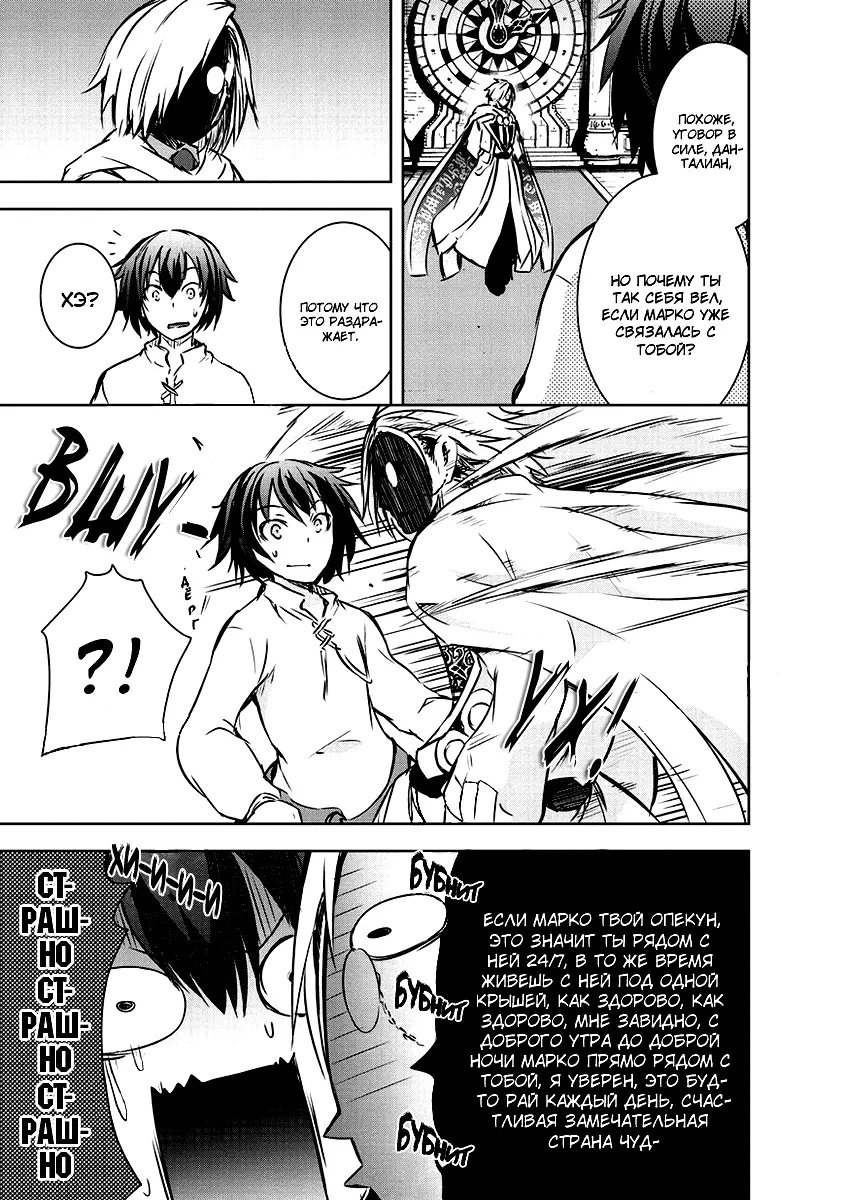 ПОХОЖЕ,
УГОВОР В
СИЛЕ, ДАН-
ТАЛИАН,
НО ПОЧЕМУ ТЫ
ТАК СЕБЯ ВЕЛ,
ЕСЛИ МАРКО УЖЕ
СВЯЗАЛАСЬ С
ТОБОЙ?
ПОТОМУ ЧТО
ЭТО РАЗДРА-
ЖАЕТ.
ХЭ?
ВШУ-
ДЁРГ
?!
УХ!
ЕСЛИ МАРКО ТВОЙ ОПЕКУН,
ЭТО ЗНАЧИТ ТЫ РЯДОМ С
НЕЙ 24/7, В ТО ЖЕ ВРЕМЯ
ЖИВЕШЬ С НЕЙ ПОД ОДНОЙ
КРЫШЕЙ, КАК ЗДОРОВО, КАК
ЗДОРОВО, МНЕ ЗАВИДНО, С
ДОБРОГО УТРА ДО ДОБРОЙ
НОЧИ МАРКО ПРЯМО РЯДОМ С
ТОБОЙ, Я УВЕРЕН, ЭТО БУД-
ТО РАЙ КАЖДЫЙ ДЕНЬ, СЧАС-
ТЛИВАЯ ЗАМЕЧАТЕЛЬНАЯ
СТРАНА ЧУД-
БУБНИТ
БУБНИТ
БУБНИТ
ХИ-И-И-И
СТ-
РАШ-
НО
СТ-
РАШ-
НО
СТ-
РАШ-
НО